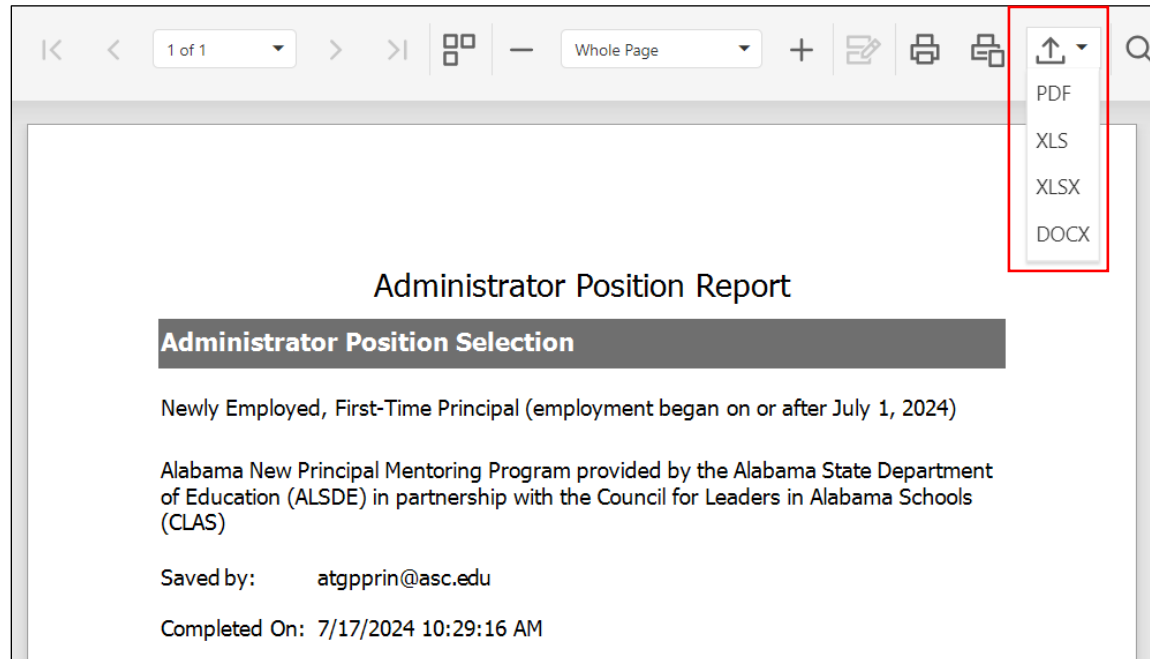 1 of 1
Whole Page
PDF
XLS
XLSX
DOCX
Administrator Position Report
Administrator Position Selection
Newly Employed, First-Time Principal (employment began on or after July 1, 2024)
Alabama New Principal Mentoring Program provided by the Alabama State Department
of Education (ALSDE) in partnership with the Council for Leaders in Alabama Schools
(CLAS)
Saved by: atgpprin@asc.edu
Completed On: 7/17/2024 10:29:16 AM